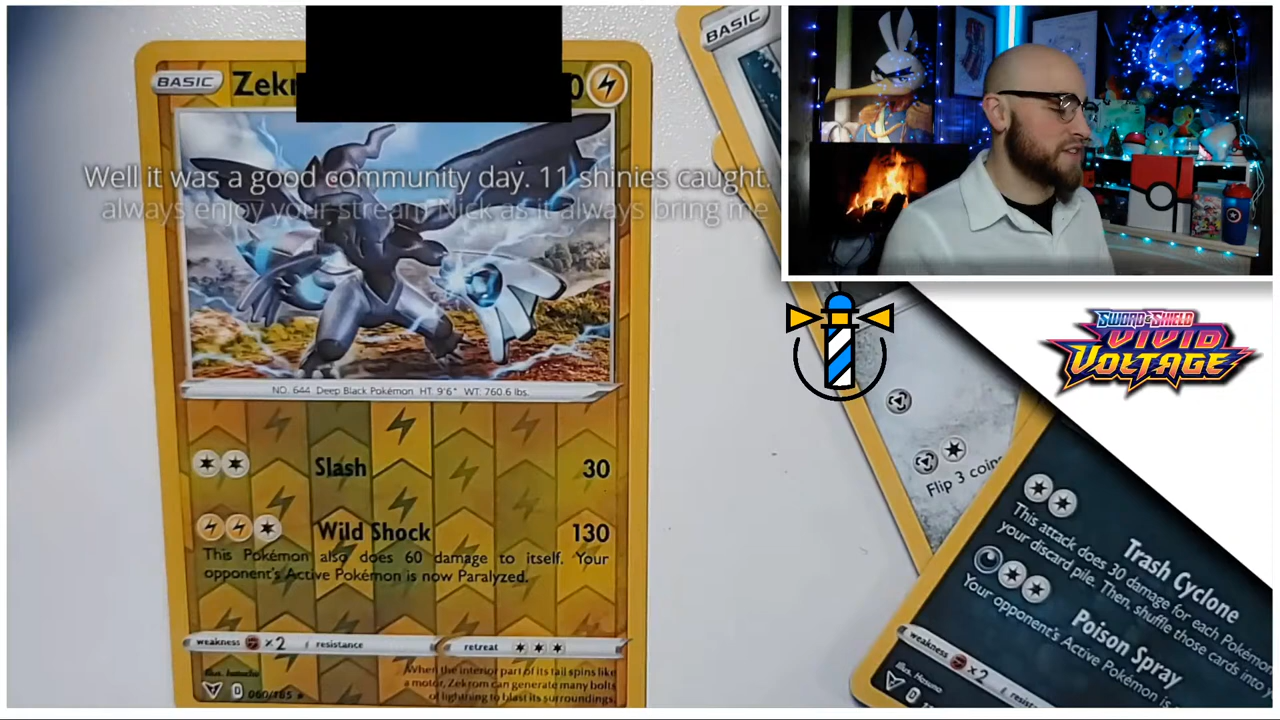 BASIC Zekr 0
BASIC
Well it was a good community day. 11 shinies caught.
always enjoy your stream Nick as it always bring me
NO. 644 Deep Black Pokémon HT: 9'6" WT: 760.6 lbs.
Slash 30
Wild Shock 130
This Pokémon also does 60 damage to itself. Your
opponent's Active Pokémon is now Paralyzed.
weakness ×2 resistance retreat
When the interior part of its tail spins like
a motor, Zekrom can generate many bolts
of lightning to blast its surroundings.
D 060/185
SWORD & SHIELD
VIVID
VOLTAGE
Flip 3 coins
Trash Cyclone
This attack does 30 damage for each Pokémon
your discard pile. Then, shuffle those cards into
Poison Spray
Your opponent's Active Pokémon is
weakness ×2
Illus. Hasuno
D